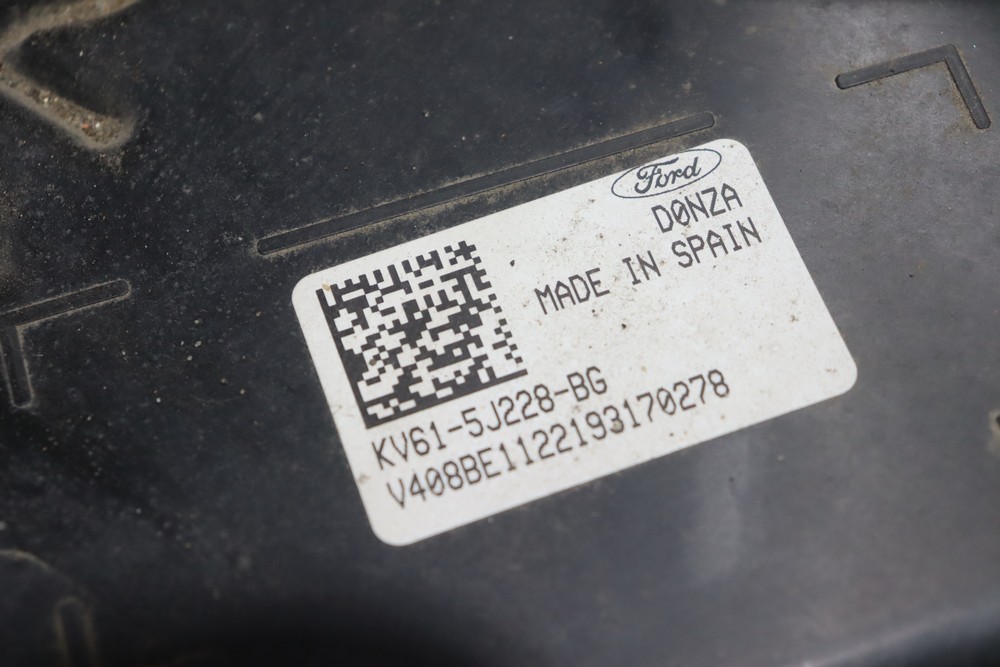 Ford
D0NZA
MADE IN SPAIN
KV61-5J228-BG
V408BE1122193170278